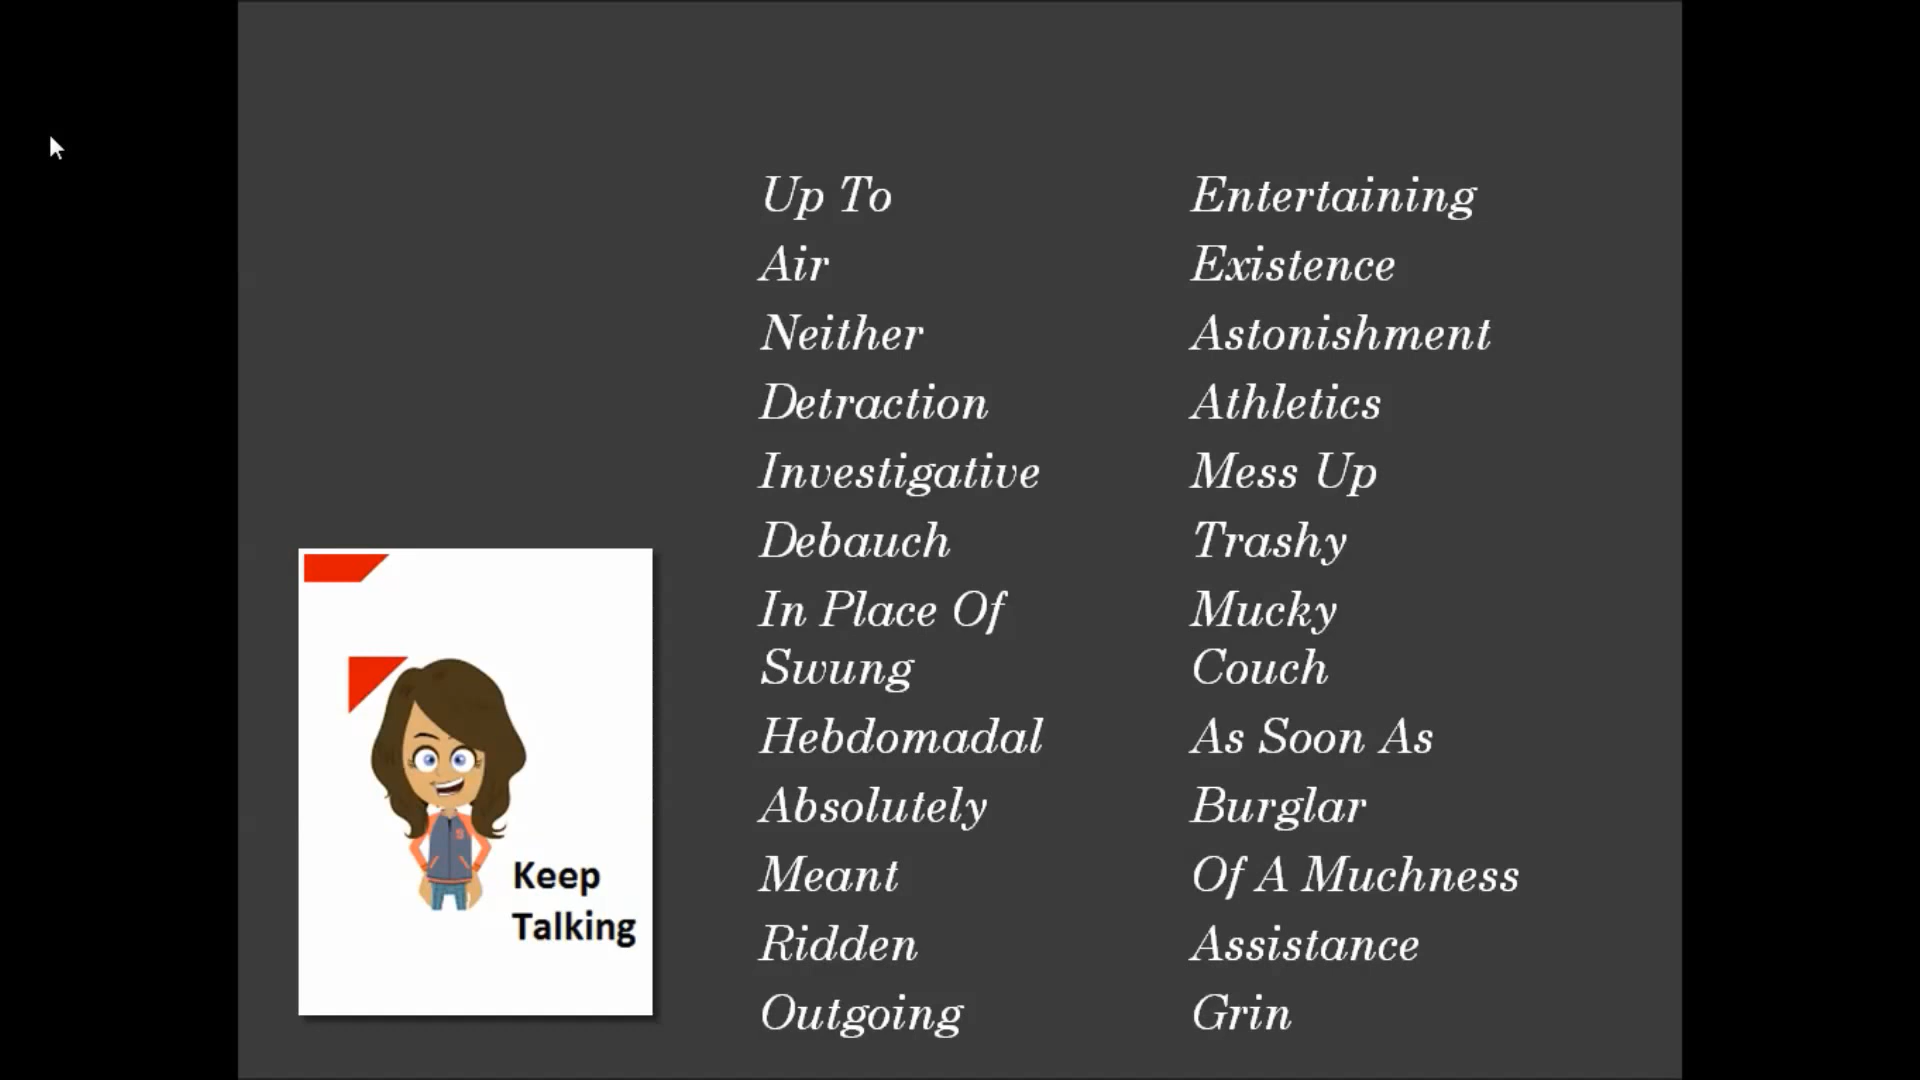 Up To
Air
Neither
Detraction
Investigative
Debauch
In Place Of
Swung
Hebdomadal
Absolutely
Meant
Ridden
Outgoing
Entertaining
Existence
Astonishment
Athletics
Mess Up
Trashy
Mucky
Couch
As Soon As
Burglar
Of A Muchness
Assistance
Grin
Keep
Talking